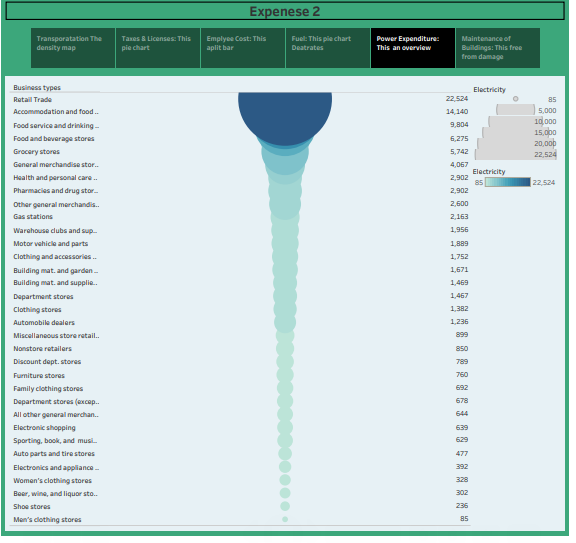 Expenese 2
Transporatation The
density map
Taxes & Licenses: This
pie chart
Emplyee Cost: This
split bar
Fuel: This pie chart
Deatrates
Power Expenditure:
This an overview
Maintenance of
Buildings: This free
from damage
Business types
Retail Trade 22,524
Accommodation and food .. 14,140
Food service and drinking .. 9,804
Food and beverage stores 6,275
Grocery stores 5,742
General merchandise stor.. 4,067
Health and personal care .. 2,902
Pharmacies and drug stor.. 2,902
Other general merchandis.. 2,600
Gas stations 2,163
Warehouse clubs and sup.. 1,956
Motor vehicle and parts 1,889
Clothing and accessories .. 1,752
Building mat. and garden .. 1,671
Building mat. and supplie.. 1,469
Department stores 1,467
Clothing stores 1,382
Automobile dealers 1,236
Miscellaneous store retail.. 899
Nonstore retailers 850
Discount dept. stores 789
Furniture stores 760
Family clothing stores 692
Department stores (excep.. 678
All other general merchan.. 644
Electronic shopping 639
Sporting, book, and musi.. 629
Auto parts and tire stores 477
Electronics and appliance .. 392
Women's clothing stores 328
Beer, wine, and liquor sto.. 302
Shoe stores 236
Men's clothing stores 85
Electricity
85
5,000
10,000
15,000
20,000
22,524
Electricity
85 22,524